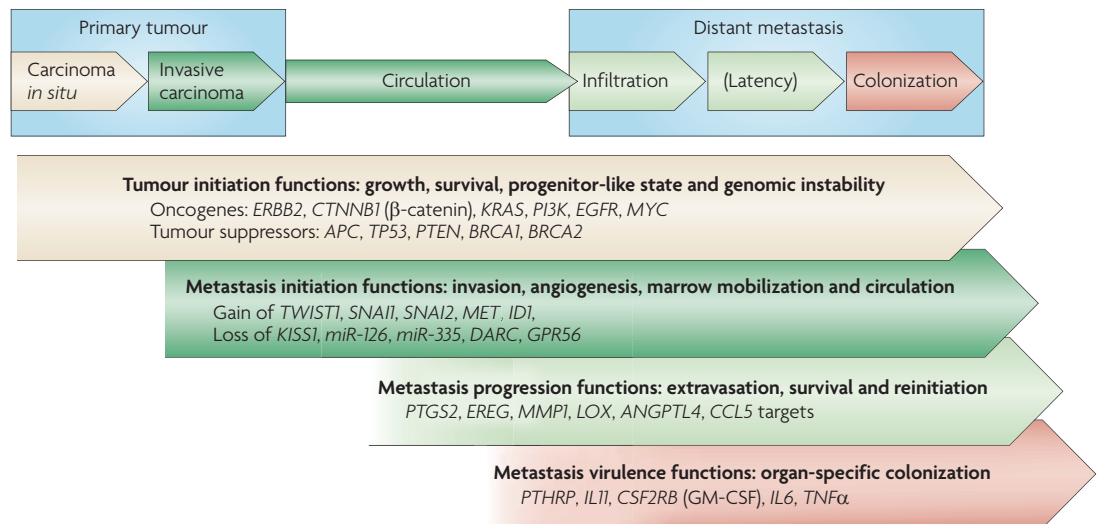 Primary tumour
Distant metastasis
Carcinoma
in situ
Invasive
carcinoma
Circulation
Infiltration
(Latency)
Colonization
Tumour initiation functions: growth, survival, progenitor-like state and genomic instability
Oncogenes: ERBB2, CTNNB1 (β-catenin), KRAS, PI3K, EGFR, MYC
Tumour suppressors: APC, TP53, PTEN, BRCA1, BRCA2
Metastasis initiation functions: invasion, angiogenesis, marrow mobilization and circulation
Gain of TWIST1, SNAI1, SNAI2, MET, ID1,
Loss of KISS1, miR-126, miR-335, DARC, GPR56
Metastasis progression functions: extravasation, survival and reinitiation
PTGS2, EREG, MMP1, LOX, ANGPTL4, CCL5 targets
Metastasis virulence functions: organ-specific colonization
PTHRP, IL11, CSF2RB (GM-CSF), IL6, TNFα